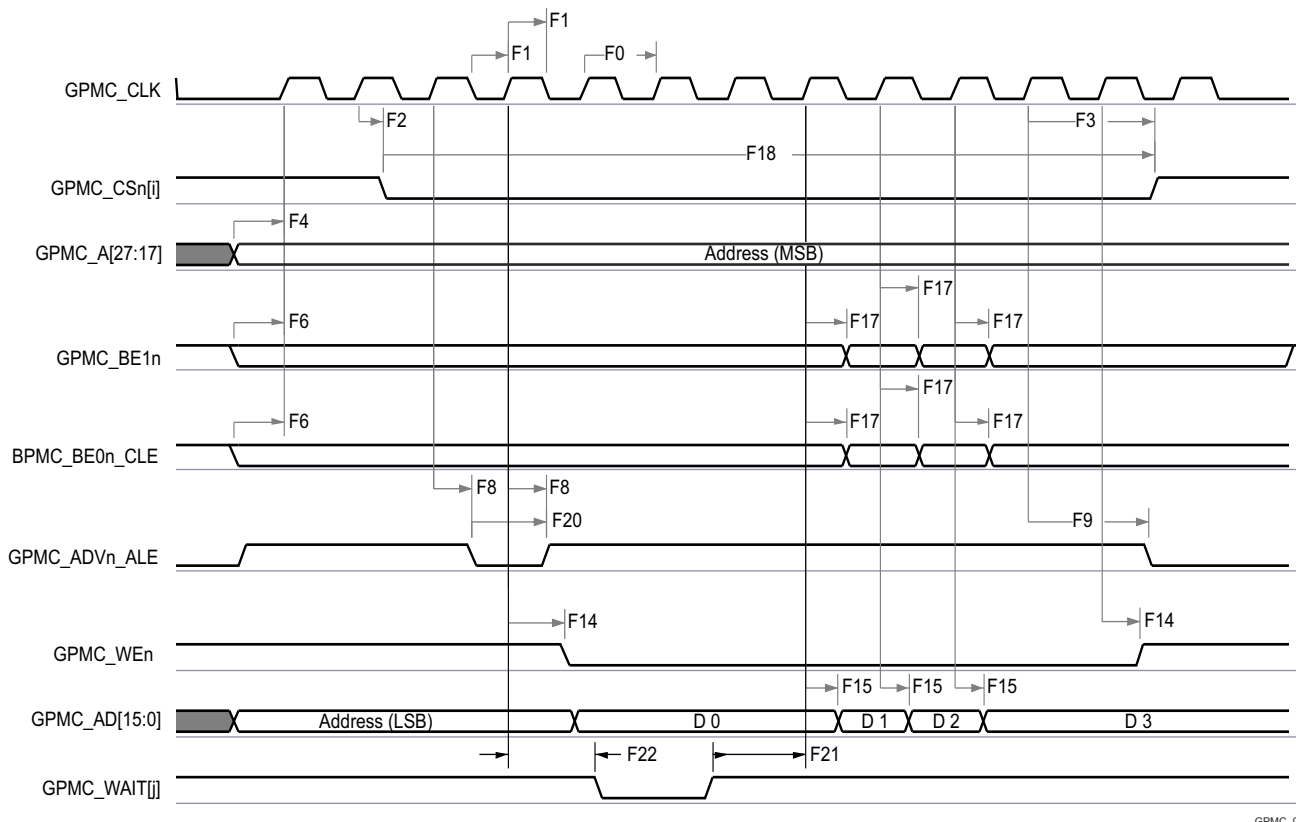 F1
F1
F0
GPMC_CLK
F2
F3
F18
GPMC_CSn[i]
F4
GPMC_A[27:17]
Address (MSB)
F17
F6
F17
F17
GPMC_BE1n
F17
F6
F17
F17
BPMC_BE0n_CLE
F8
F8
F20
F9
GPMC_ADVn_ALE
F14
F14
GPMC_WEn
F15
F15
F15
GPMC_AD[15:0]
Address (LSB)
D 0
D 1
D 2
D 3
F22
F21
GPMC_WAIT[j]